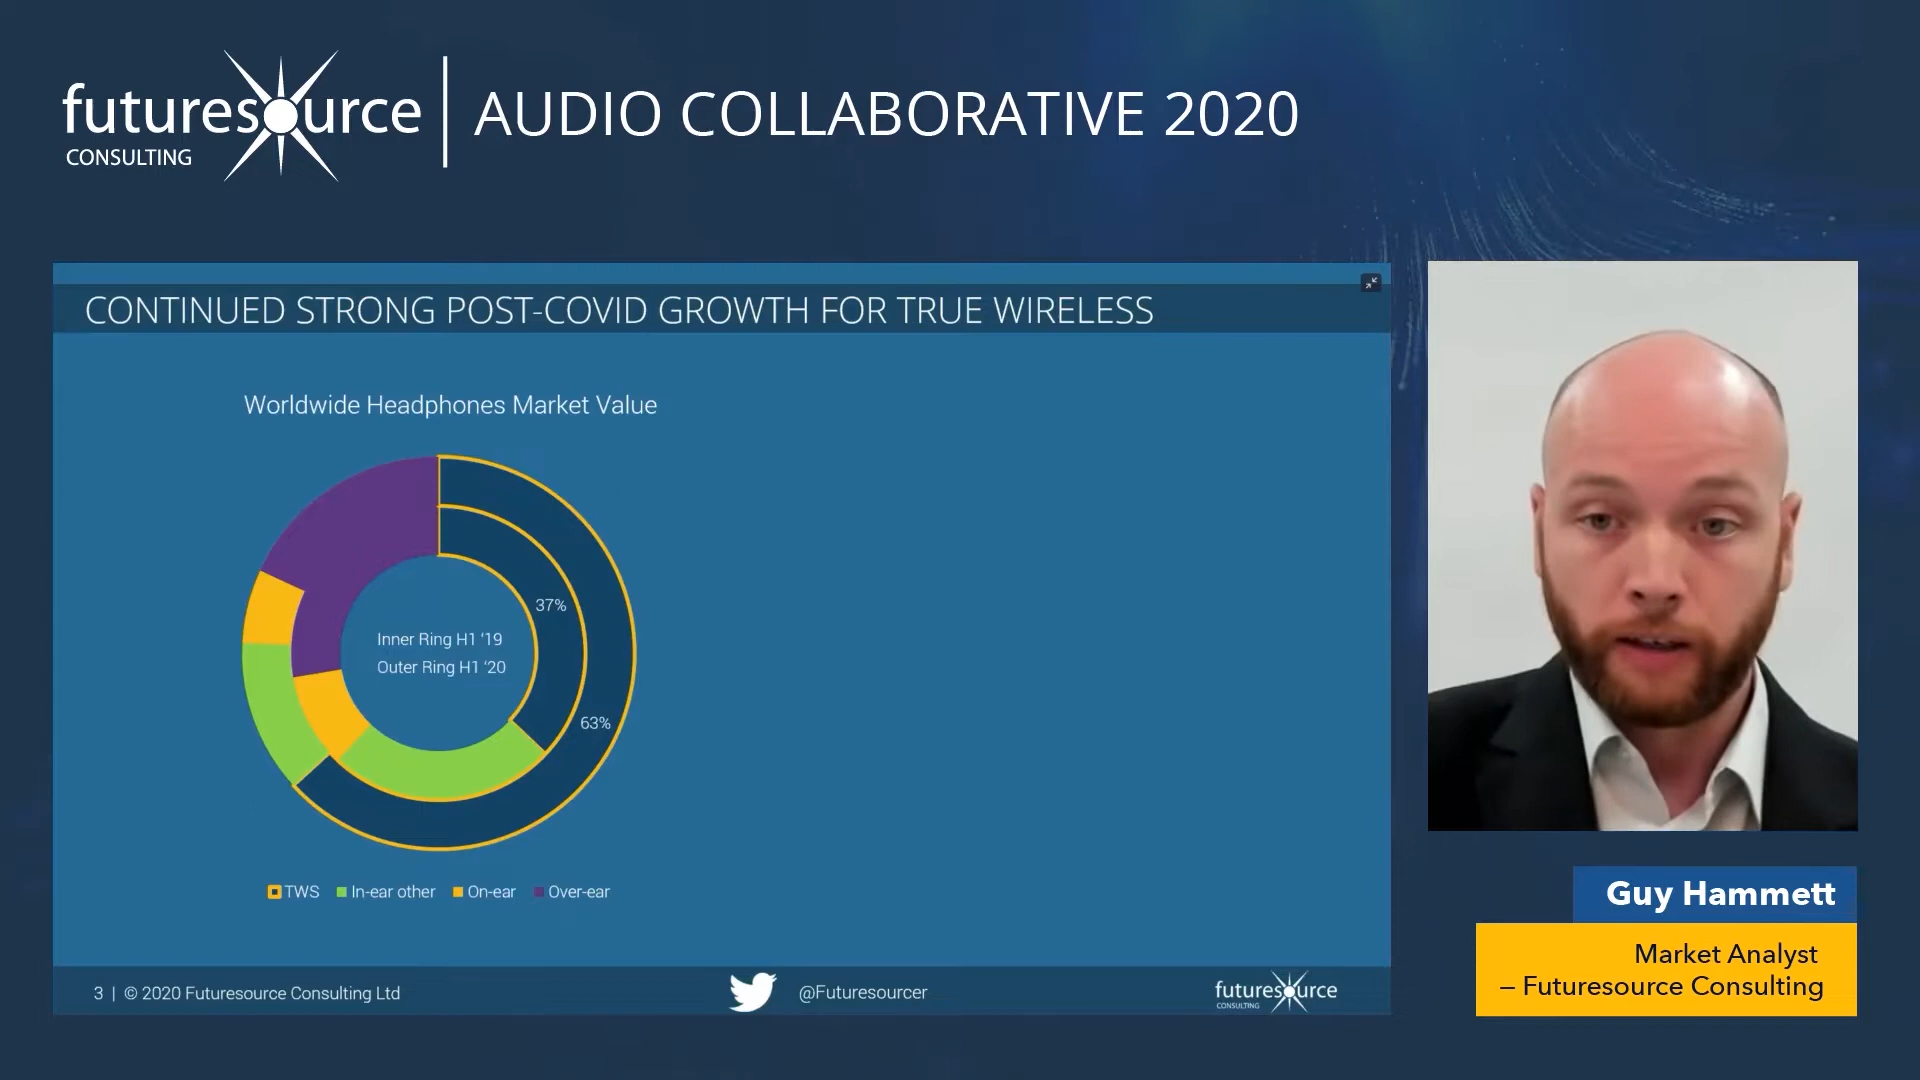 futuresource
CONSULTING
AUDIO COLLABORATIVE 2020
CONTINUED STRONG POST-COVID GROWTH FOR TRUE WIRELESS
Worldwide Headphones Market Value
37%
Inner Ring H1 ‘19
Outer Ring H1 ‘20
63%
TWS In-ear other On-ear Over-ear
3 | © 2020 Futuresource Consulting Ltd
@Futuresourcer
futuresource
CONSULTING
Guy Hammett
Market Analyst
– Futuresource Consulting